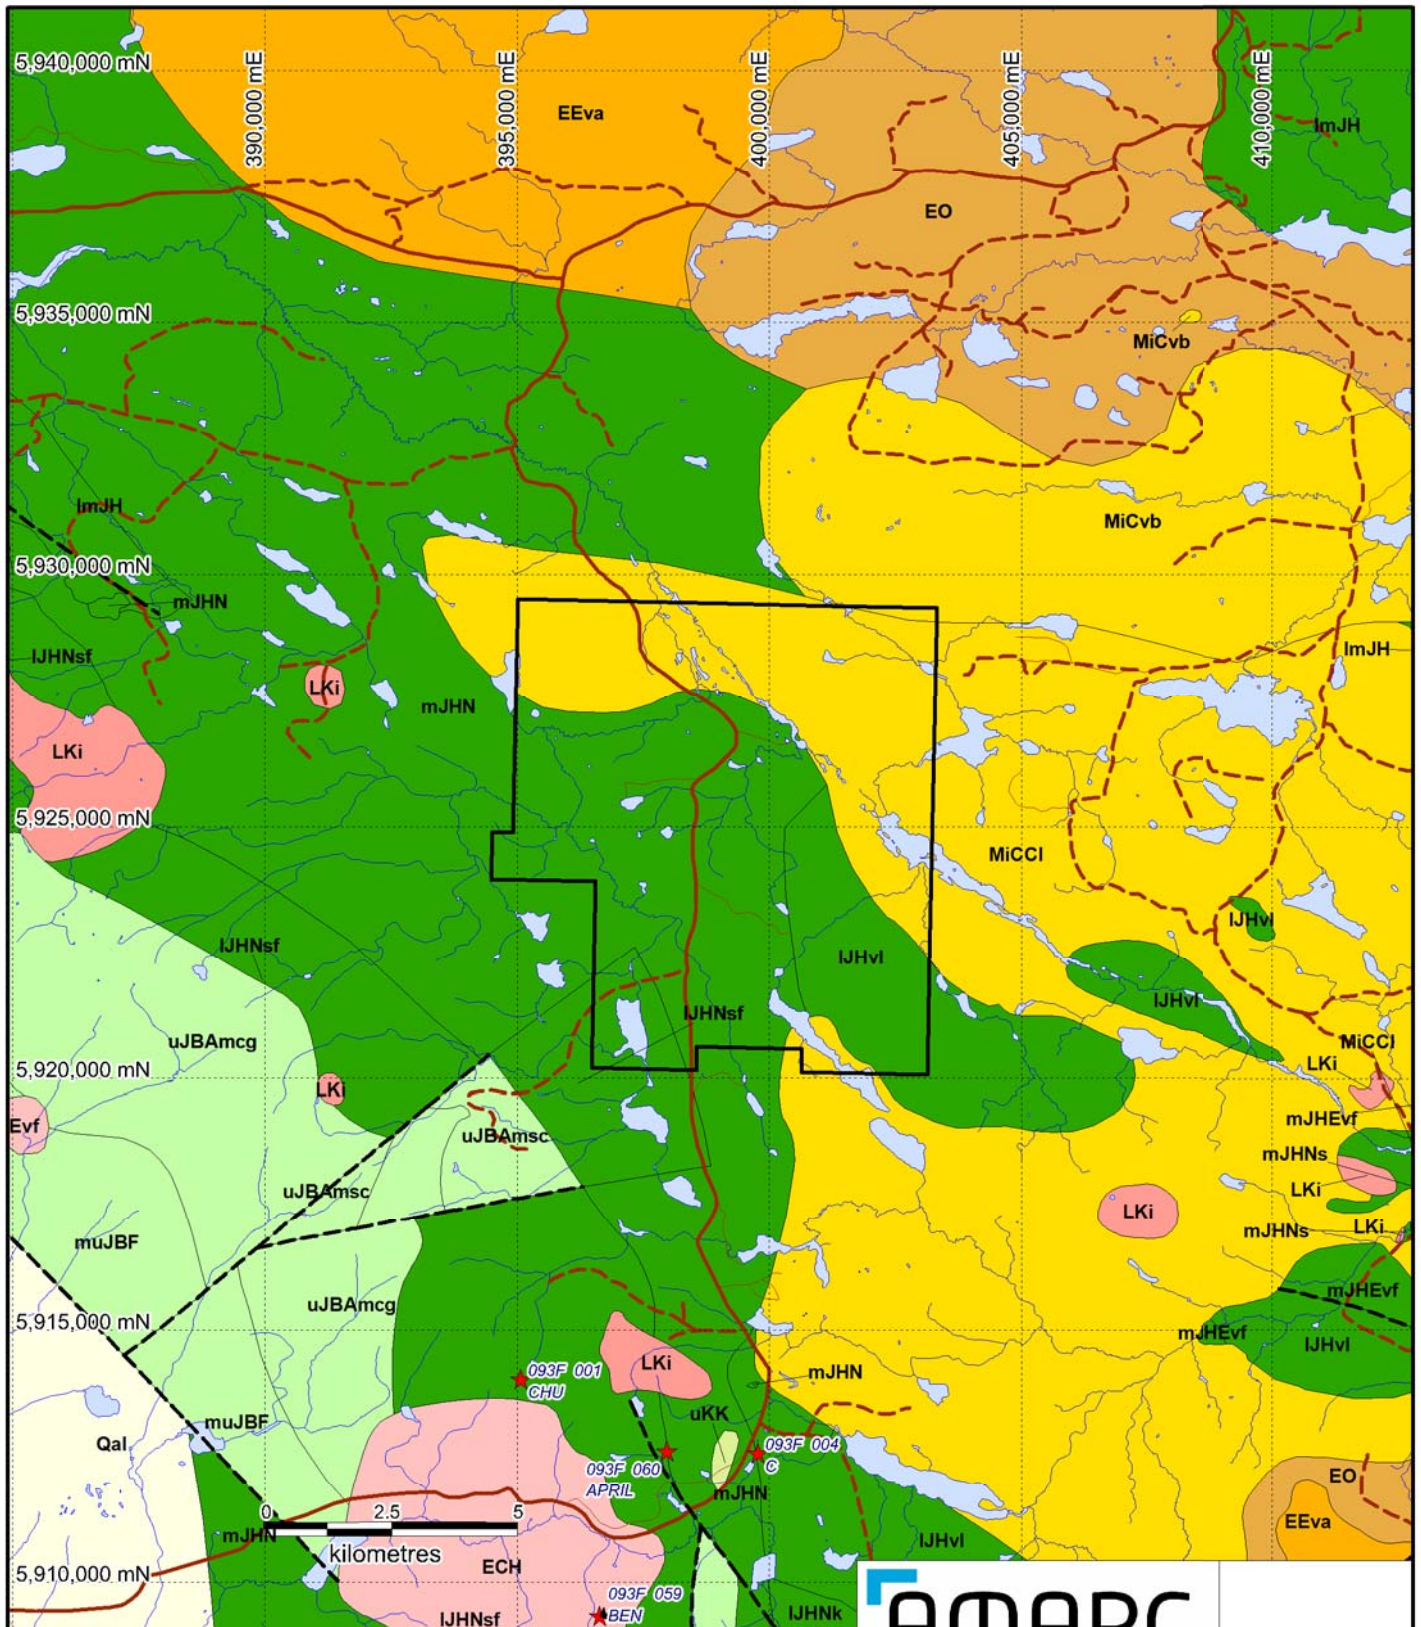 5,940,000 mN
390,000 mE
395,000 mE
400,000 mE
405,000 mE
410,000 mE
EEva
lmJH
EO
5,935,000 mN
MiCvb
lmJH
MiCvb
5,930,000 mN
mJHN
lJHNsf
lmJH
LKi
mJHN
LKi
5,925,000 mN
MiCCl
lJHvl
lJHNsf
lJHvl
lJHvl
lJHNsf
uJBAmcg
MiCCl
5,920,000 mN
LKi
LKi
Evf
mJHEvf
uJBAmsc
mJHNs
LKi
uJBAmsc
LKi
LKi
mJHNs
muJBF
mJHEvf
uJBAmcg
5,915,000 mN
mJHEvf
lJHvl
LKi
093F 001
CHU
mJHN
uKK
muJBF
Qal
093F 004
C
093F 060
APRIL
EO
mJHN
EEva
0 2.5 5
mJHN
kilometres
lJHvl
ECH
5,910,000 mN
093F 059
BEN
lJHNk
lJHNsf
AMARC